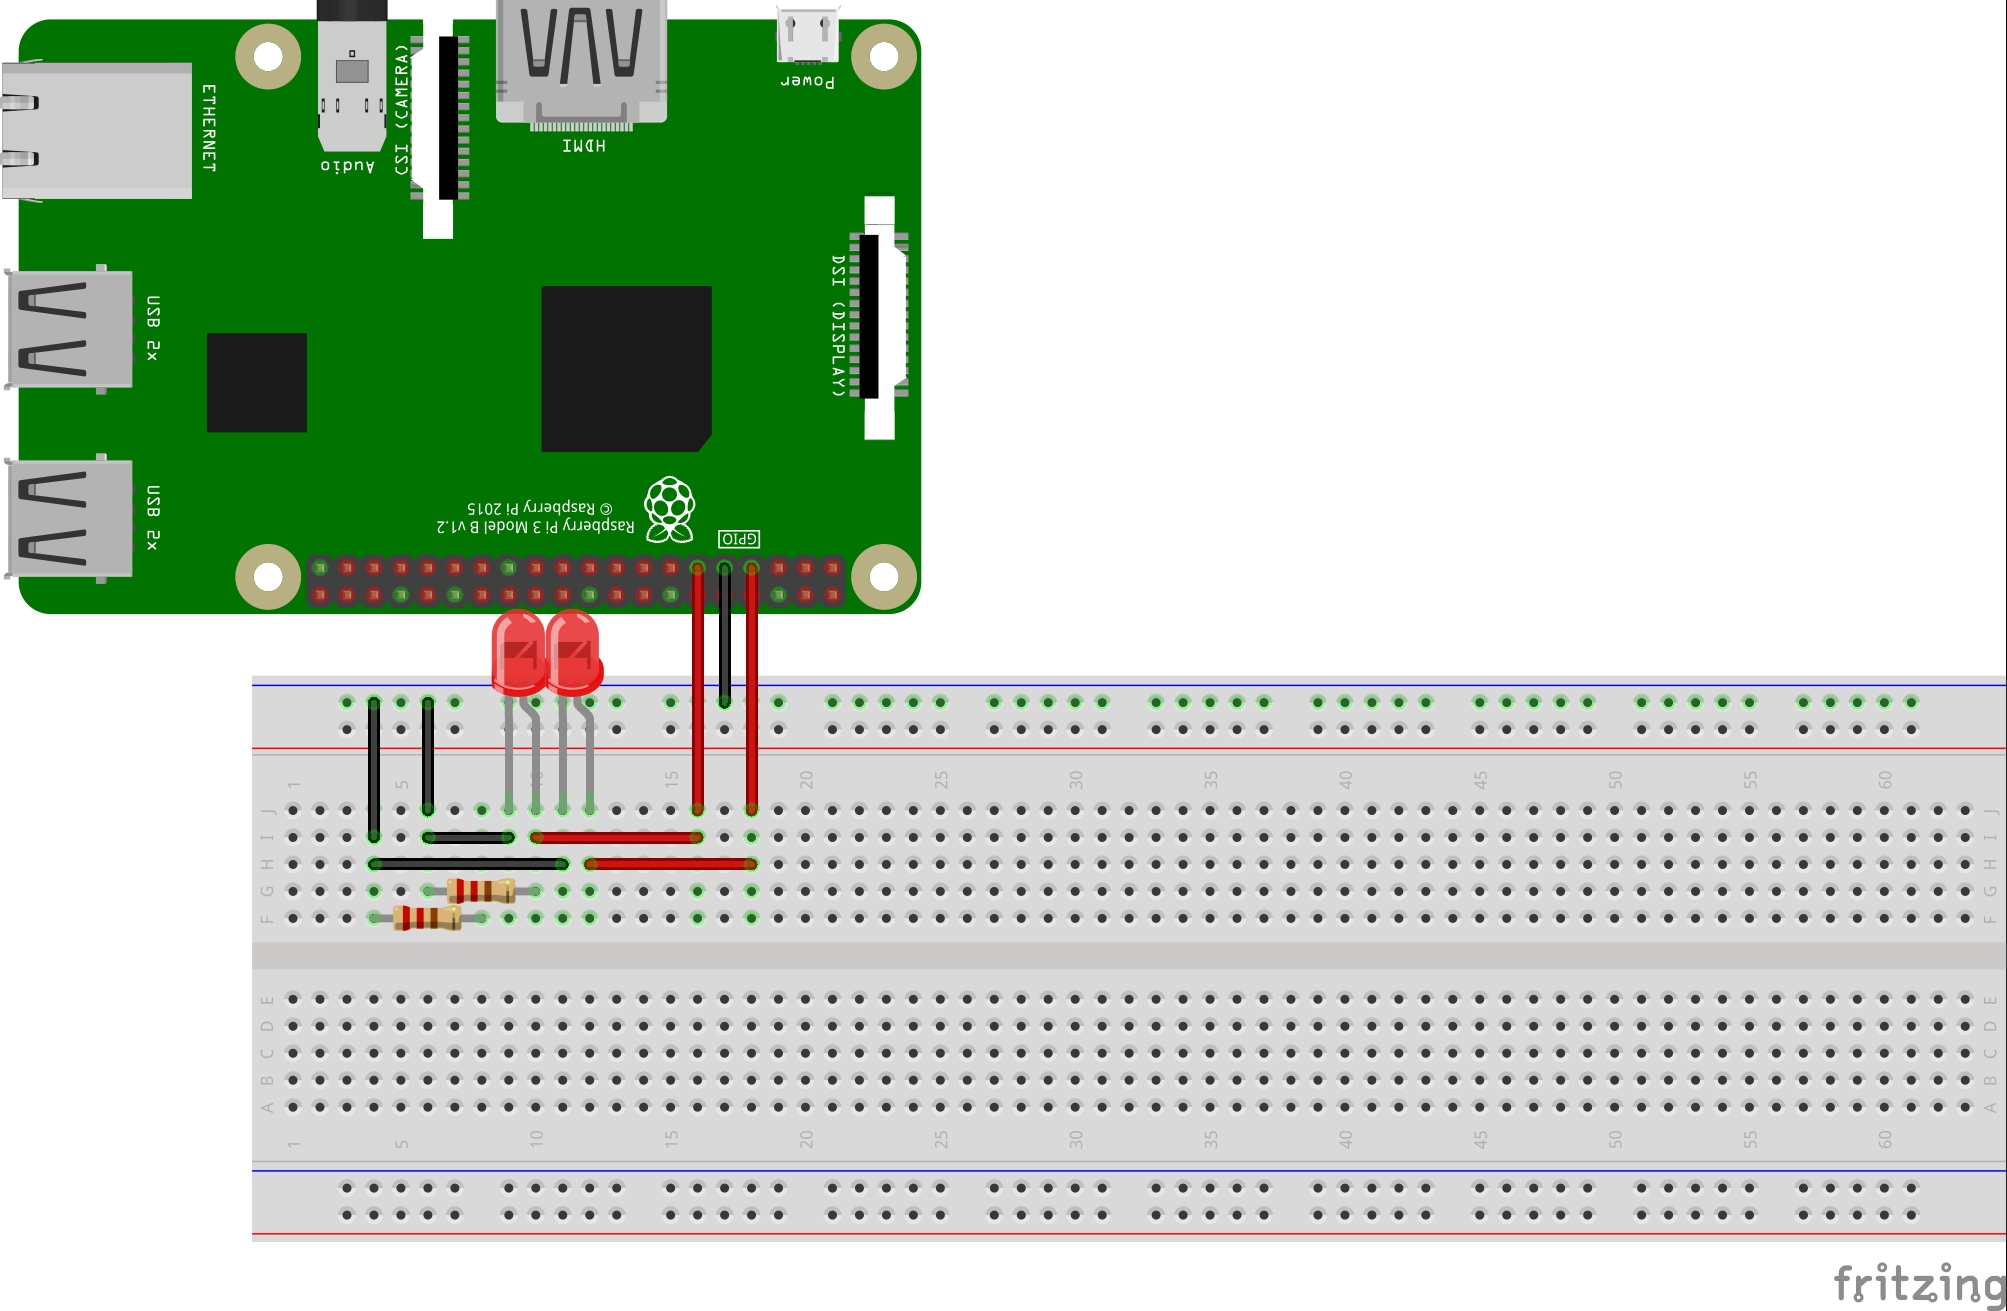 ETHERNET
Audio
CSI (CAMERA)
HDMI
Power
DSI (DISPLAY)
USB 2x
USB 2x
Raspberry Pi 3 Model B v1.2
© Raspberry Pi 2015
GPIO
1 5 10 15 20 25 30 35 40 45 50 55 60
J J
I I
H H
G G
F F
E E
D D
C C
B B
A A
1 5 10 15 20 25 30 35 40 45 50 55 60
fritzing